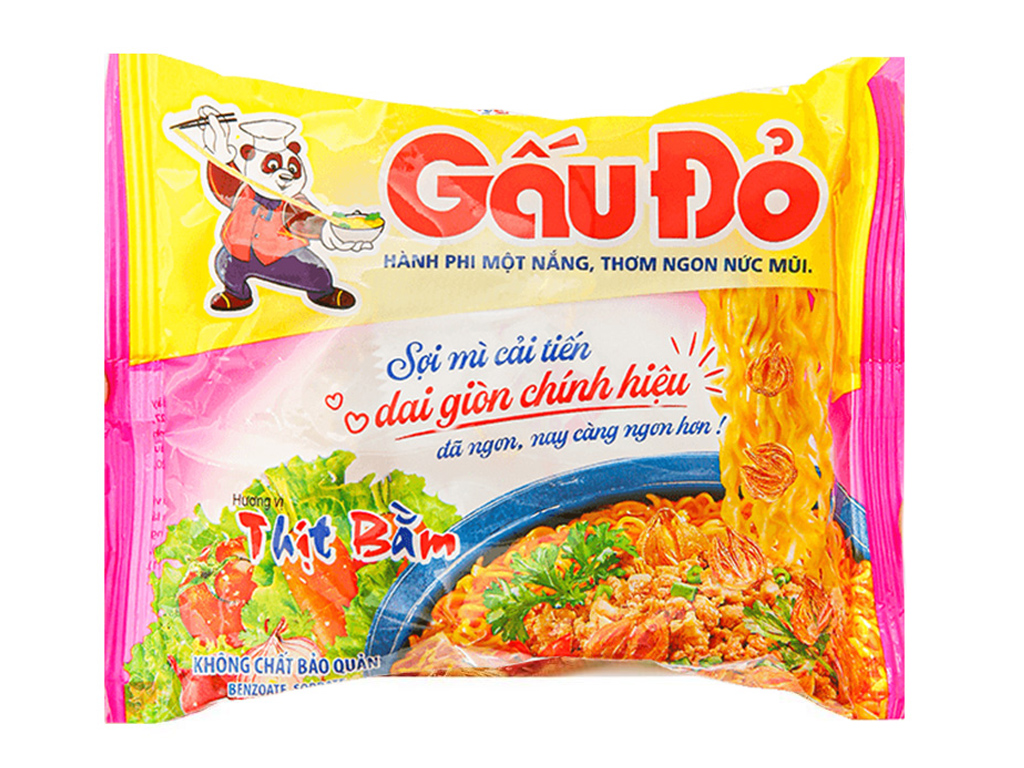 Gấu Đỏ
HÀNH PHI MỘT NẮNG, THƠM NGON NỨC MŨI.
Sợi mì cải tiến
dai giòn chính hiệu
đã ngon, nay càng ngon hơn !
Hương vị
Thịt Bằm
KHÔNG CHẤT BẢO QUẢN
BENZOATE,